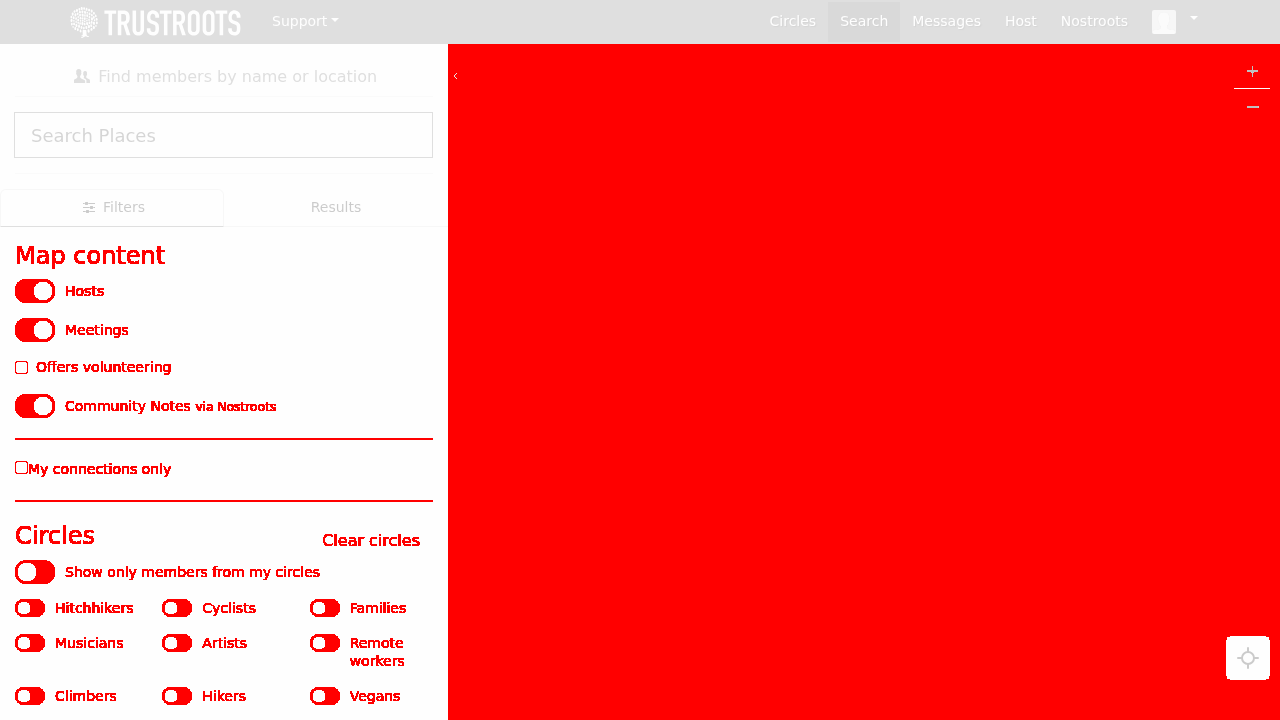 TRUSTROOTS
Support
Circles
Search
Messages
Host
Nostroots
Find members by name or location
Search Places
Filters
Results
Map content
Hosts
Meetings
Offers volunteering
Community Notes via Nostroots
My connections only
Circles
Clear circles
Show only members from my circles
Hitchhikers
Cyclists
Families
Musicians
Artists
Remote
workers
Climbers
Hikers
Vegans